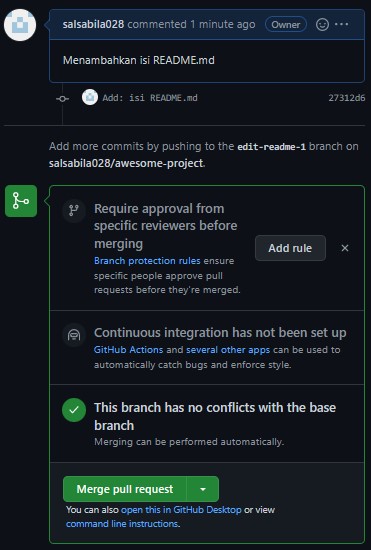 salsabila028 commented 1 minute ago Owner
Menambahkan isi README.md
Add: isi README.md 27312d6
Add more commits by pushing to the edit-readme-1 branch on
salsabila028/awesome-project.
Require approval from
specific reviewers before
merging
Branch protection rules ensure
specific people approve pull
requests before they're merged.
Add rule
Continuous integration has not been set up
GitHub Actions and several other apps can be used to
automatically catch bugs and enforce style.
This branch has no conflicts with the base
branch
Merging can be performed automatically.
Merge pull request
You can also open this in GitHub Desktop or view
command line instructions.